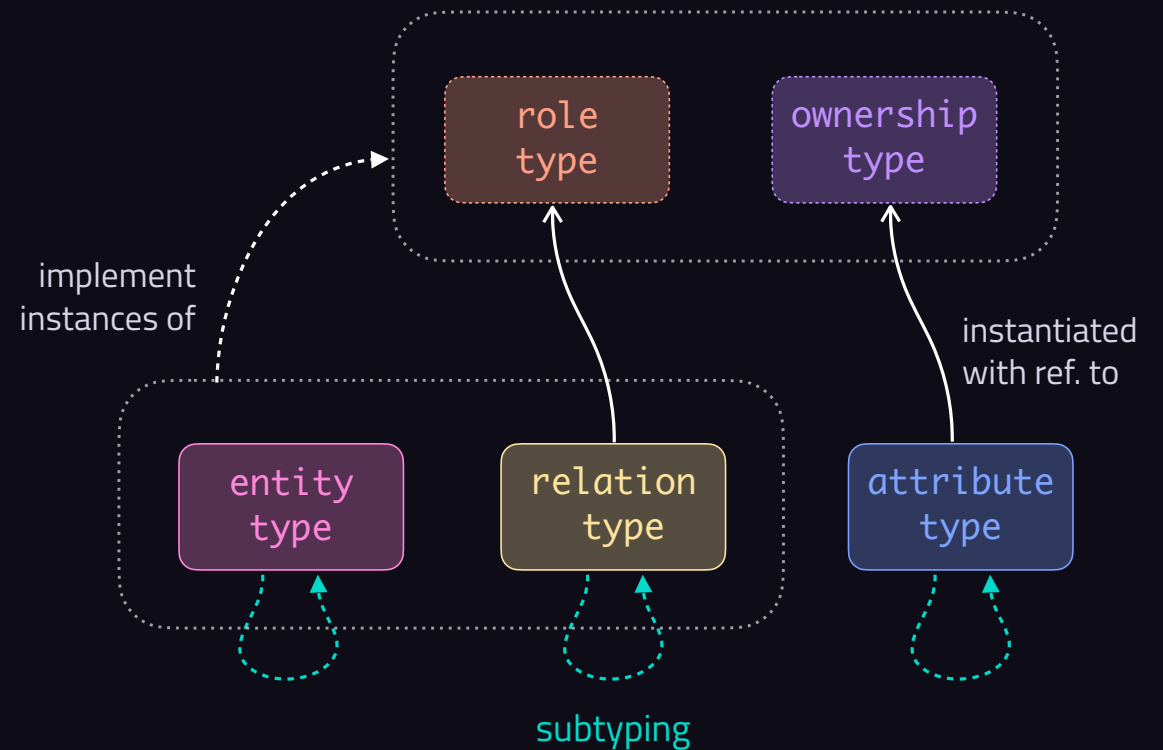 role
type
ownership
type
implement
instances of
instantiated
with ref. to
entity
type
relation
type
attribute
type
subtyping